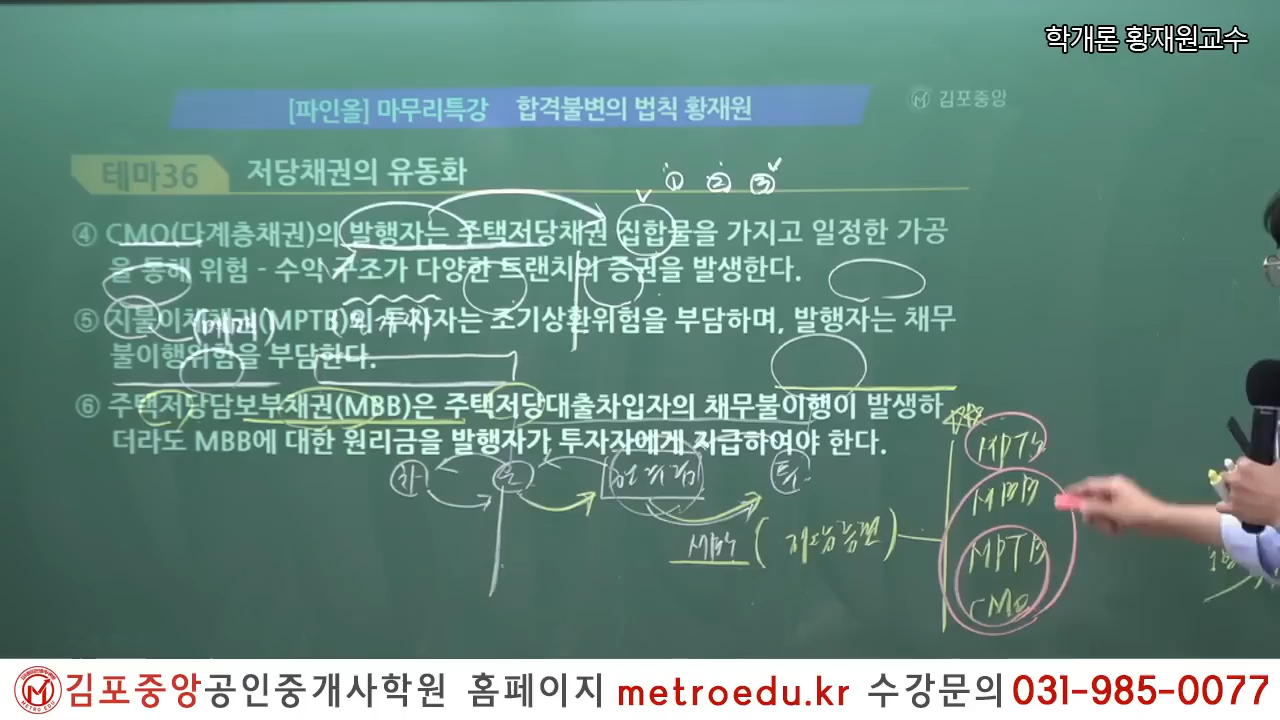 학개론 황재원교수
[파인올] 마무리특강 합격불변의 법칙 황재원
김포중앙
테마36 저당채권의 유동화
① ② ③
④ CMO(다계층채권)의 발행자는 주택저당채권 집합물을 가지고 일정한 가공
을 통해 위험 - 수익 구조가 다양한 트랜치의 증권을 발행한다.
⑤ 지불이체채권(MPTB)의 투자자는 조기상환위험을 부담하며, 발행자는 채무
불이행위험을 부담한다.
⑥ 주택저당담보부채권(MBB)은 주택저당대출차입자의 채무불이행이 발생하
더라도 MBB에 대한 원리금을 발행자가 투자자에게 지급하여야 한다.
차 은 투
MPTS
MBB
MBS
MPTB
CMO
김포중앙공인중개사학원 홈페이지 metroedu.kr 수강문의 031-985-0077
METRO EDU